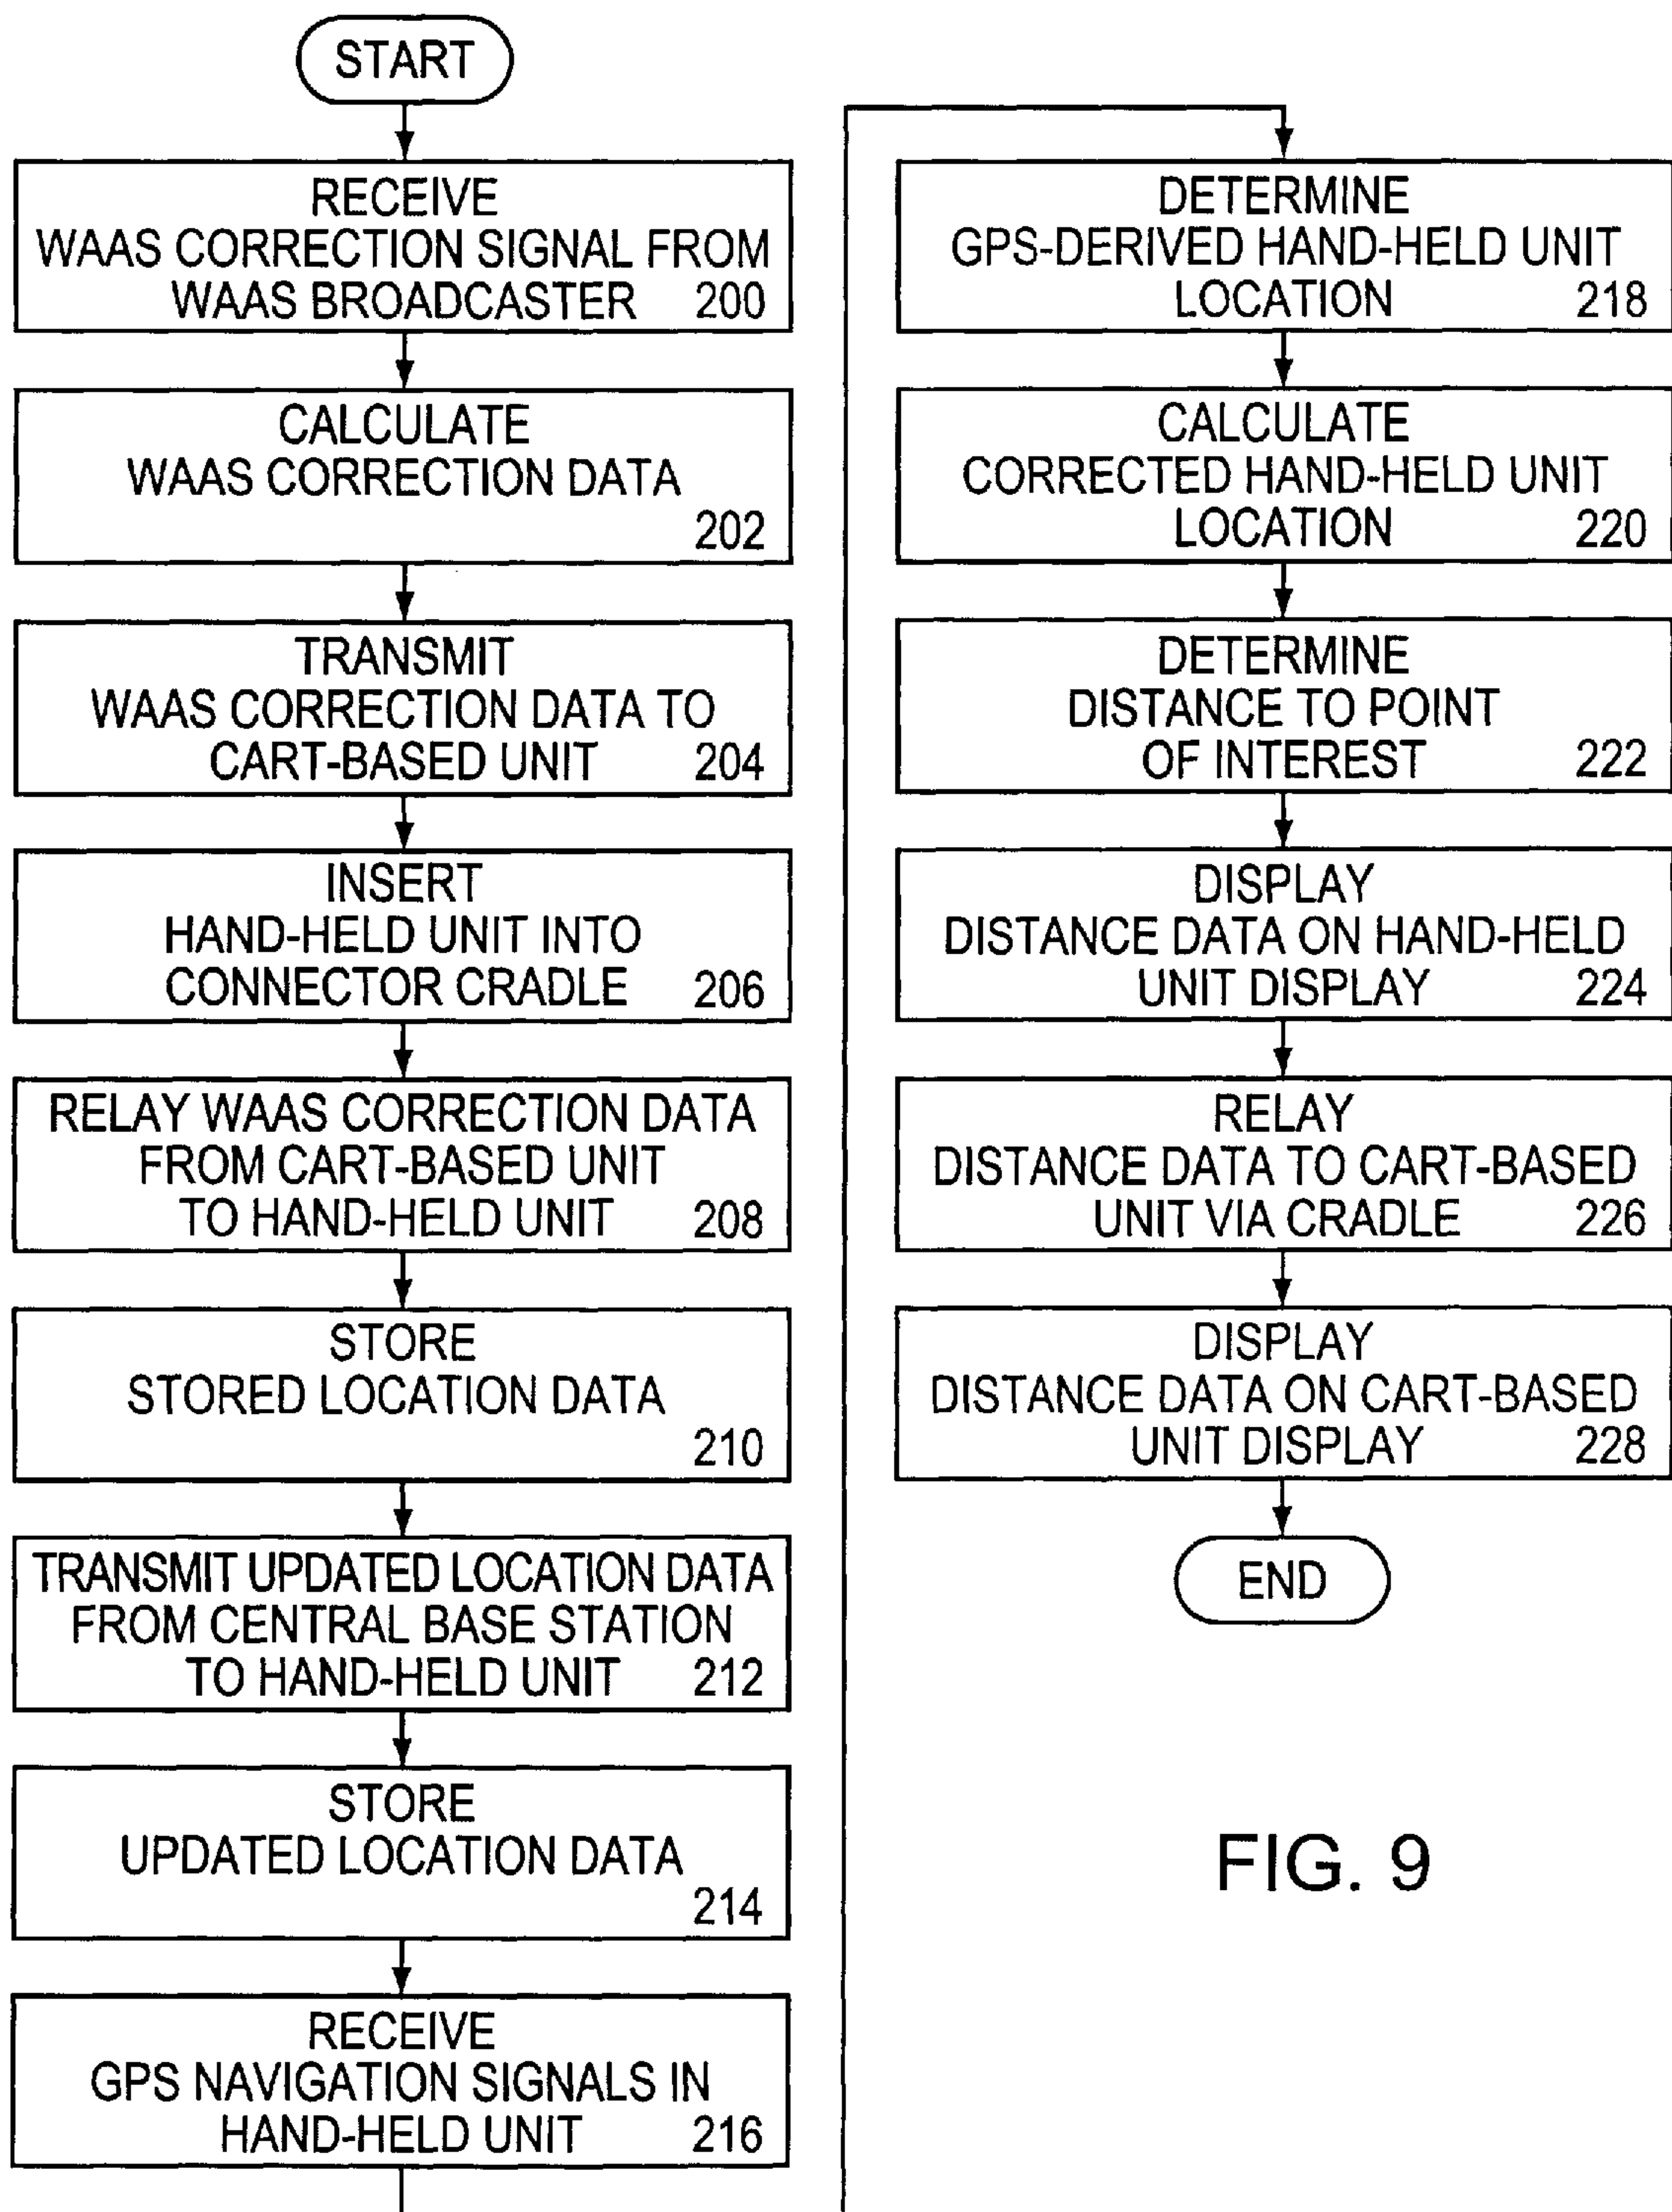 START
RECEIVE
WAAS CORRECTION SIGNAL FROM
WAAS BROADCASTER 200
CALCULATE
WAAS CORRECTION DATA
202
TRANSMIT
WAAS CORRECTION DATA TO
CART-BASED UNIT 204
INSERT
HAND-HELD UNIT INTO
CONNECTOR CRADLE 206
RELAY WAAS CORRECTION DATA
FROM CART-BASED UNIT
TO HAND-HELD UNIT 208
STORE
STORED LOCATION DATA
210
TRANSMIT UPDATED LOCATION DATA
FROM CENTRAL BASE STATION
TO HAND-HELD UNIT 212
STORE
UPDATED LOCATION DATA
214
RECEIVE
GPS NAVIGATION SIGNALS IN
HAND-HELD UNIT 216
DETERMINE
GPS-DERIVED HAND-HELD UNIT
LOCATION 218
CALCULATE
CORRECTED HAND-HELD UNIT
LOCATION 220
DETERMINE
DISTANCE TO POINT
OF INTEREST 222
DISPLAY
DISTANCE DATA ON HAND-HELD
UNIT DISPLAY 224
RELAY
DISTANCE DATA TO CART-BASED
UNIT VIA CRADLE 226
DISPLAY
DISTANCE DATA ON CART-BASED
UNIT DISPLAY 228
END
FIG. 9